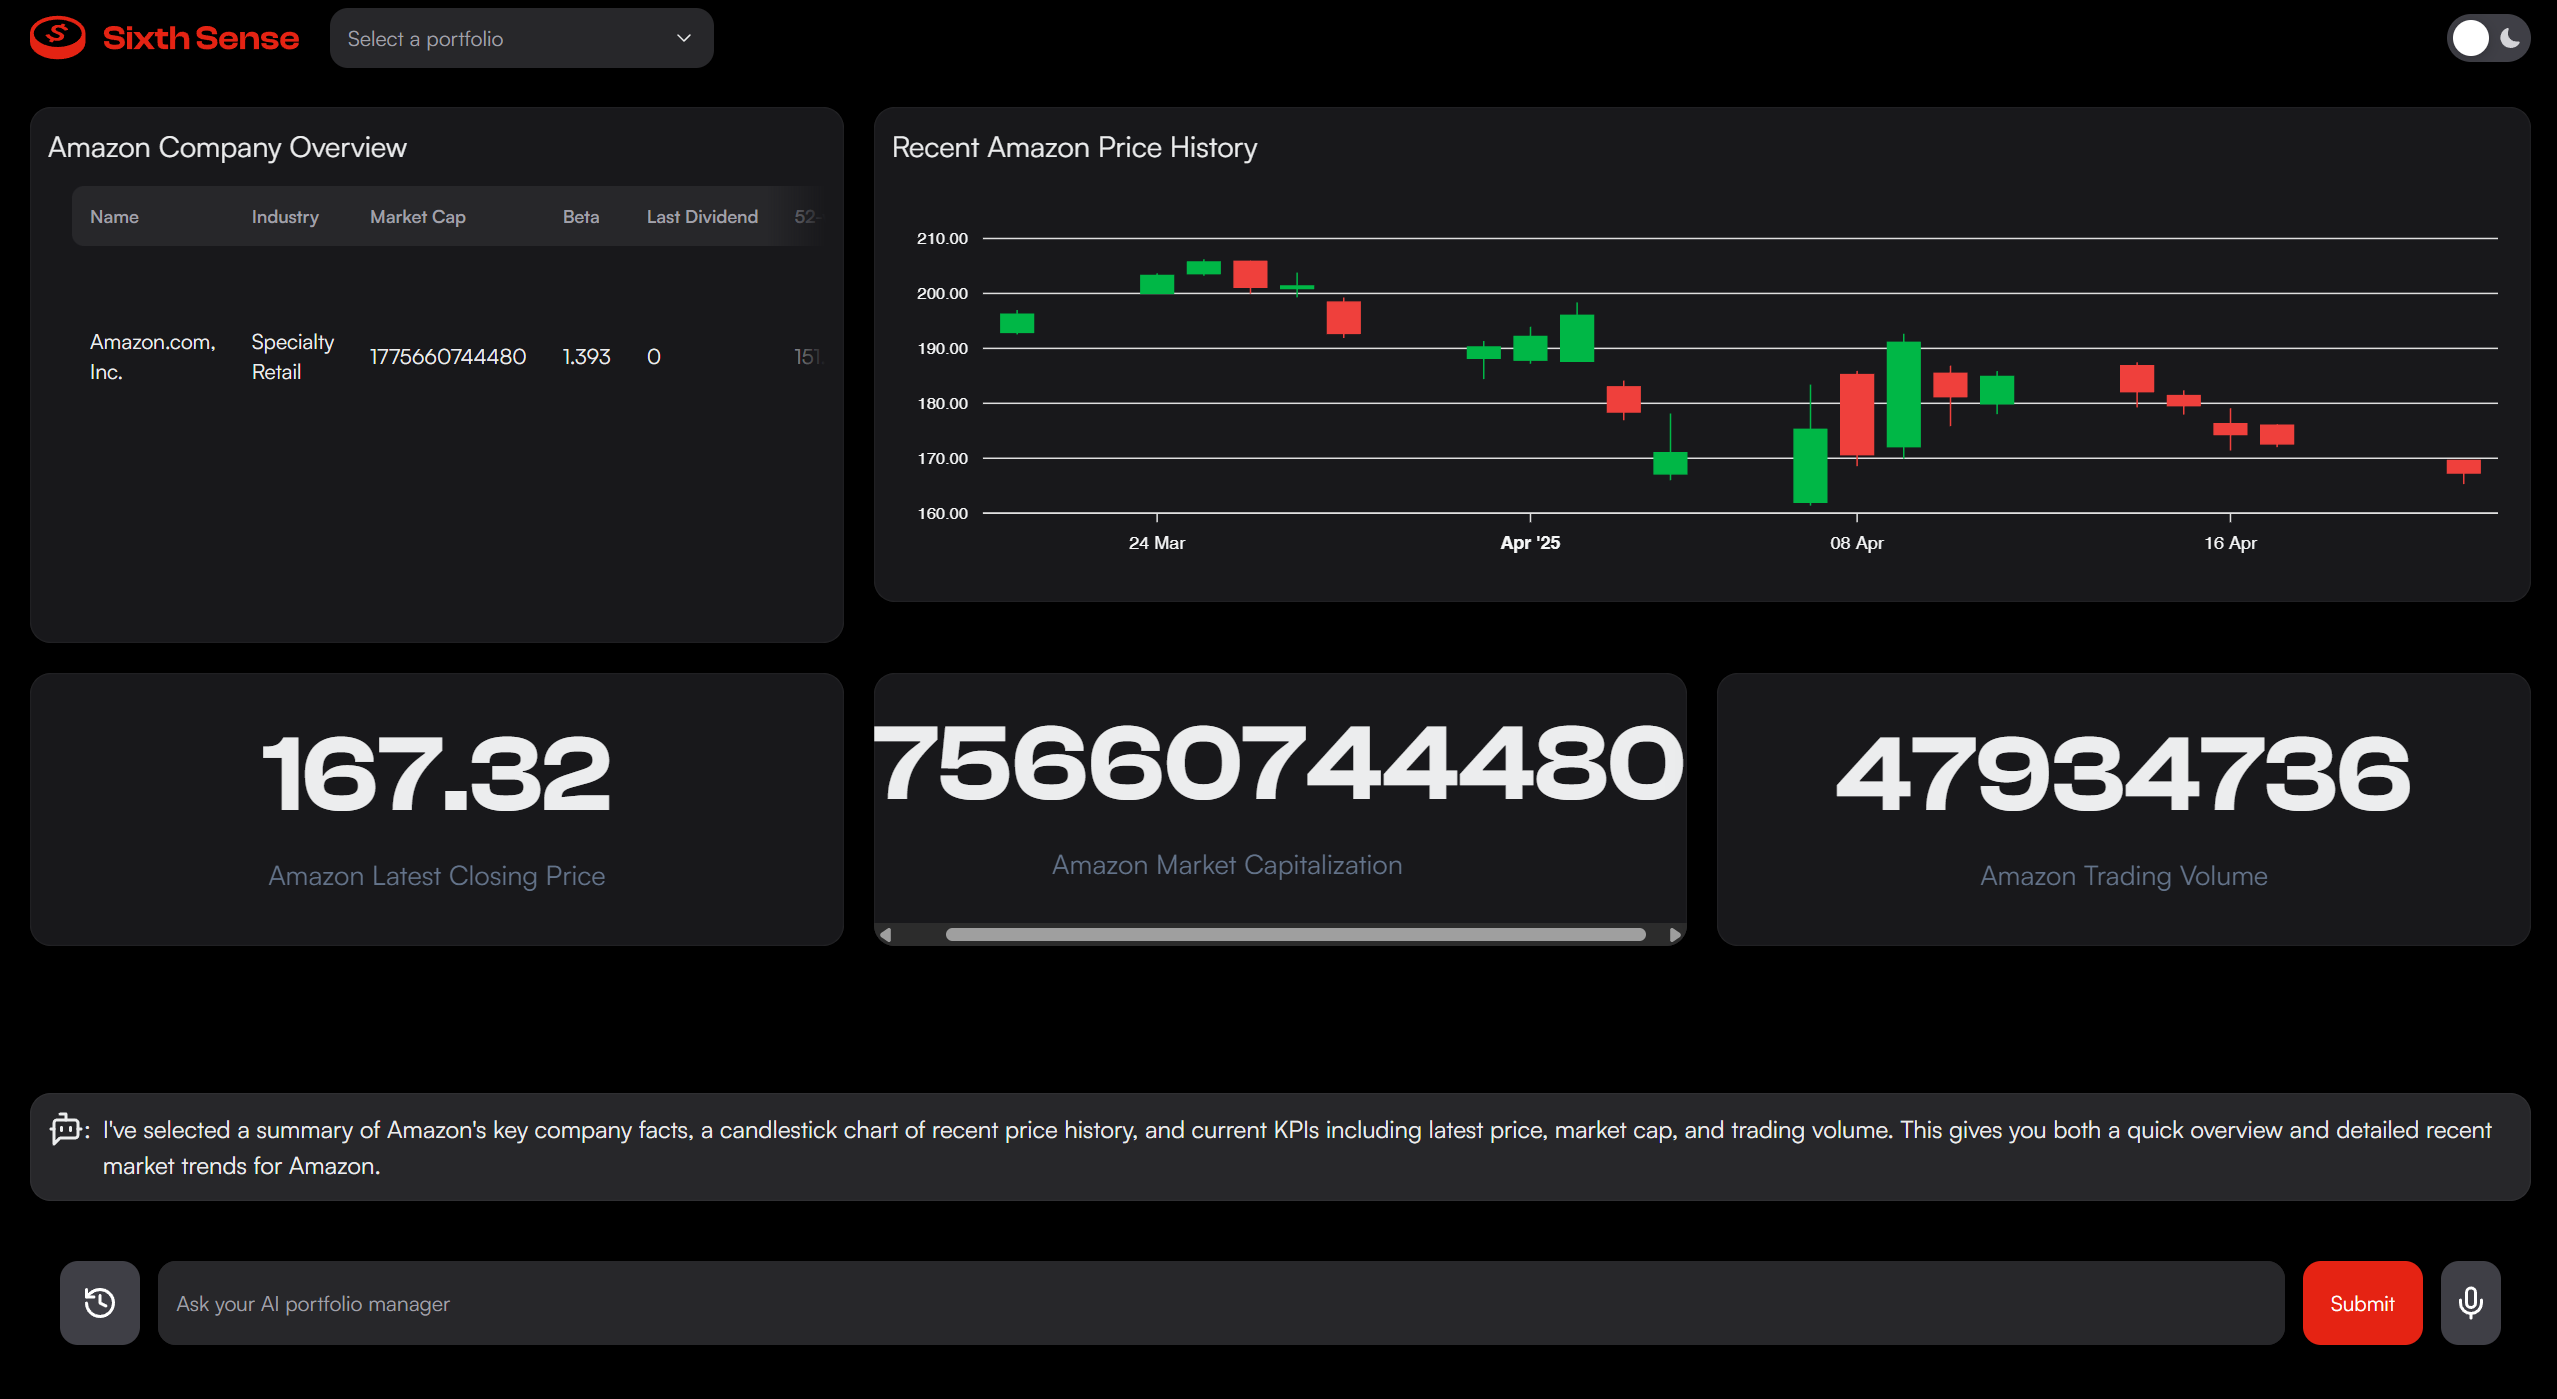 Sixth Sense
Select a portfolio
Amazon Company Overview
Name Industry Market Cap Beta Last Dividend 52-
Amazon.com, Inc. Specialty Retail 1775660744480 1.393 0 151.
Recent Amazon Price History
210.00
200.00
190.00
180.00
170.00
160.00
24 Mar Apr '25 08 Apr 16 Apr
167.32
Amazon Latest Closing Price
75660744480
Amazon Market Capitalization
47934736
Amazon Trading Volume
: I've selected a summary of Amazon's key company facts, a candlestick chart of recent price history, and current KPIs including latest price, market cap, and trading volume. This gives you both a quick overview and detailed recent
market trends for Amazon.
Ask your AI portfolio manager
Submit